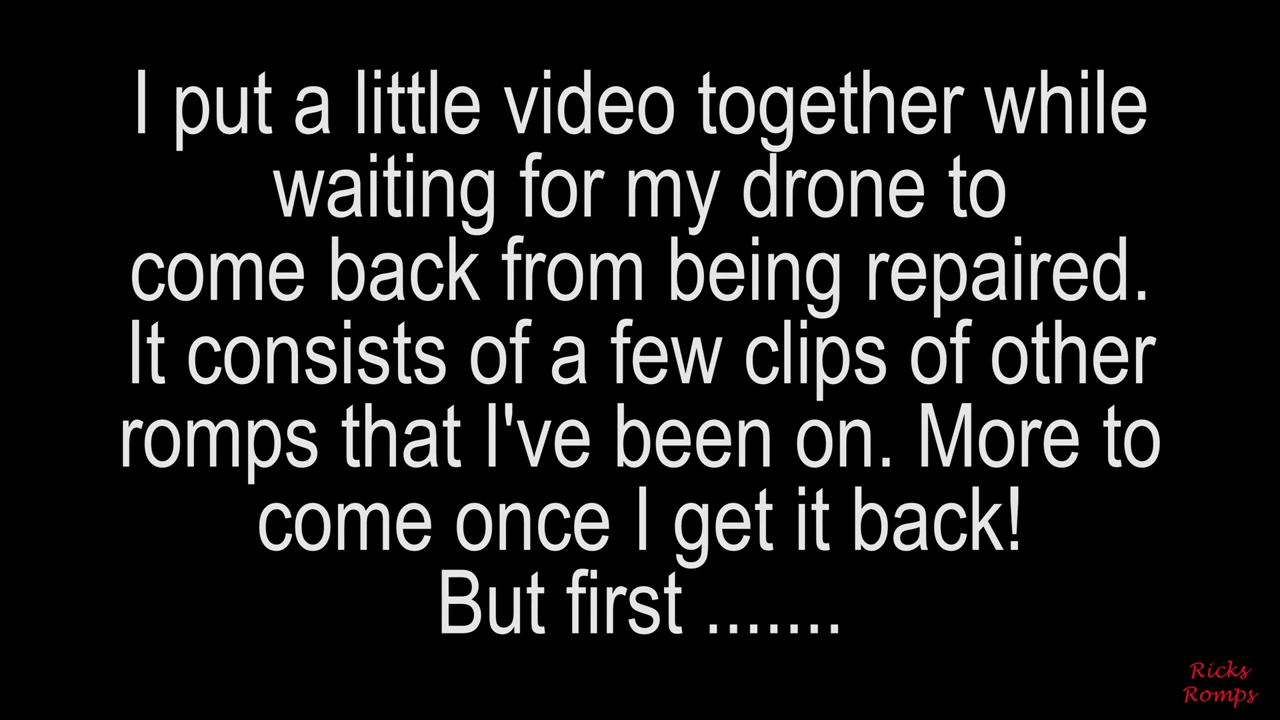 I put a little video together while
waiting for my drone to
come back from being repaired.
It consists of a few clips of other
romps that I've been on. More to
come once I get it back!
But first .......
Ricks
Romps